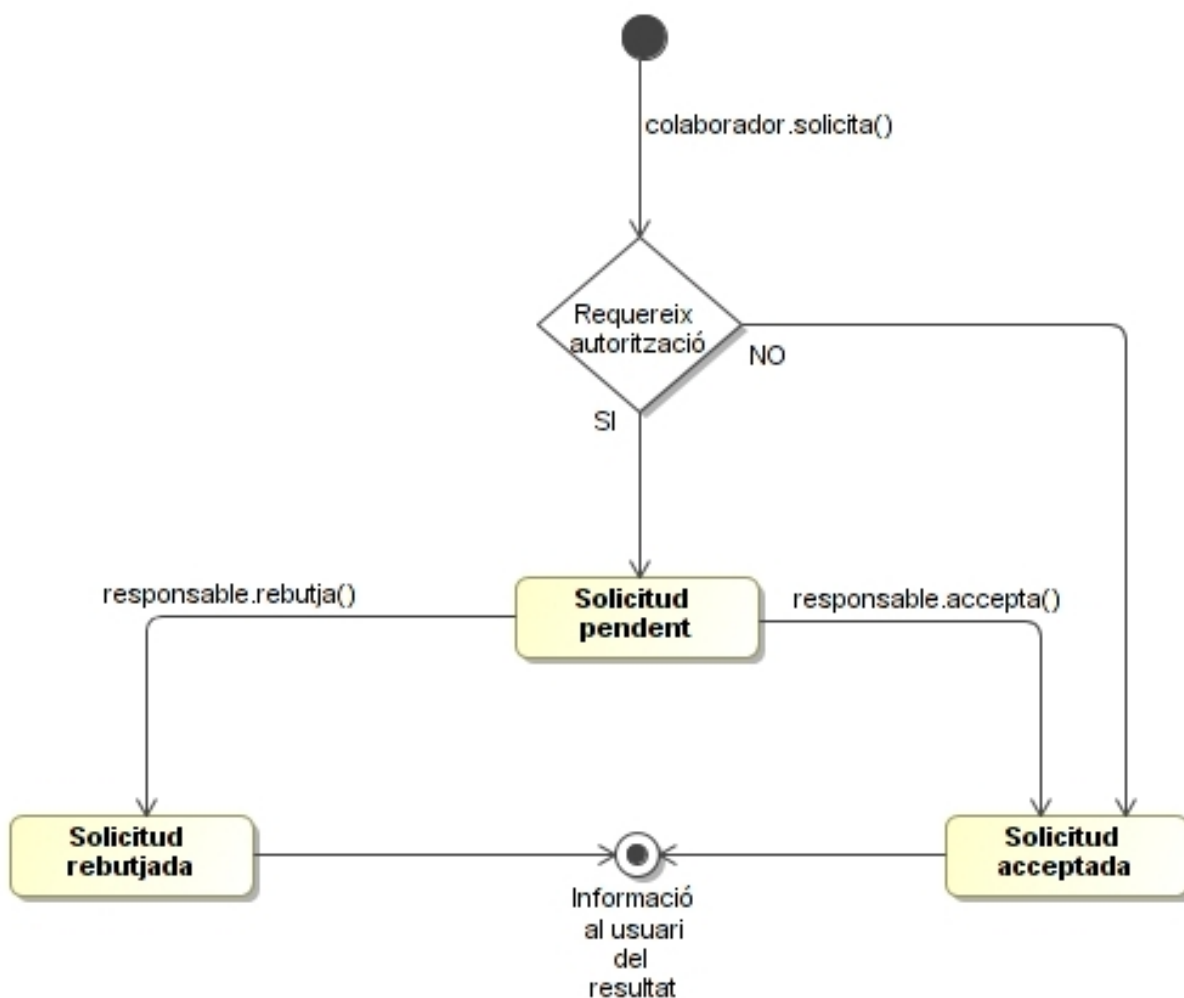 colaborador.solicita()
Requereix
autorització
NO
SI
responsable.rebutja()
Solicitud
pendent
responsable.accepta()
Solicitud
rebutjada
Solicitud
acceptada
Informació
al usuari
del
resultat